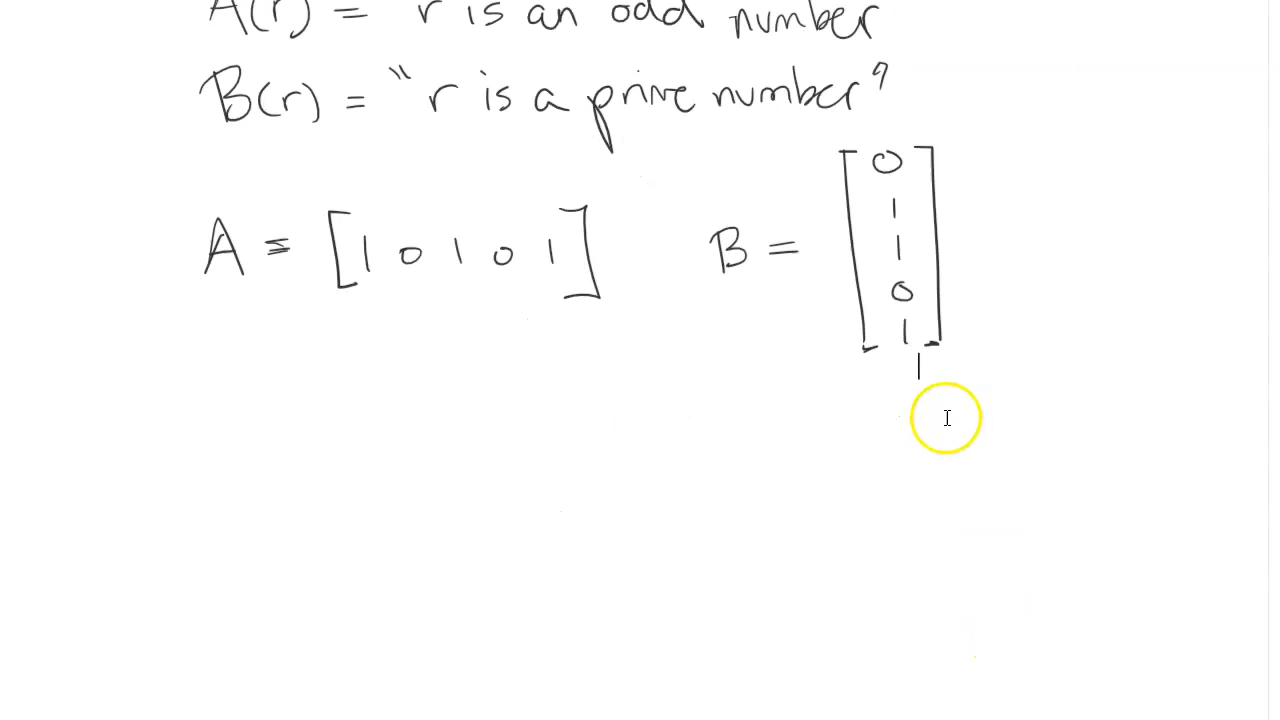 A(r) = "r is an odd number
B(r) = "r is a prime number"
A = [1 0 1 0 1] B = [0
1
1
0
1]